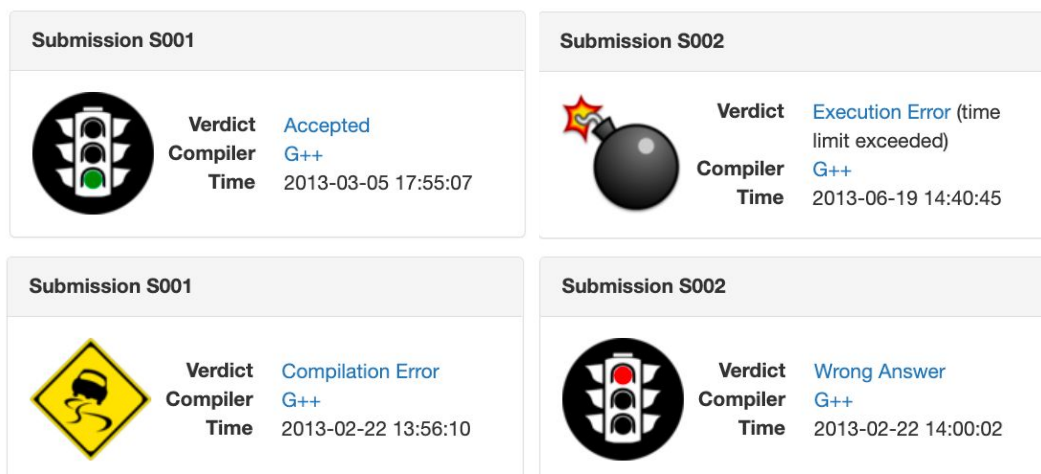 Submission S001
Verdict Accepted
Compiler G++
Time 2013-03-05 17:55:07
Submission S002
Verdict Execution Error (time
limit exceeded)
Compiler G++
Time 2013-06-19 14:40:45
Submission S001
Verdict Compilation Error
Compiler G++
Time 2013-02-22 13:56:10
Submission S002
Verdict Wrong Answer
Compiler G++
Time 2013-02-22 14:00:02